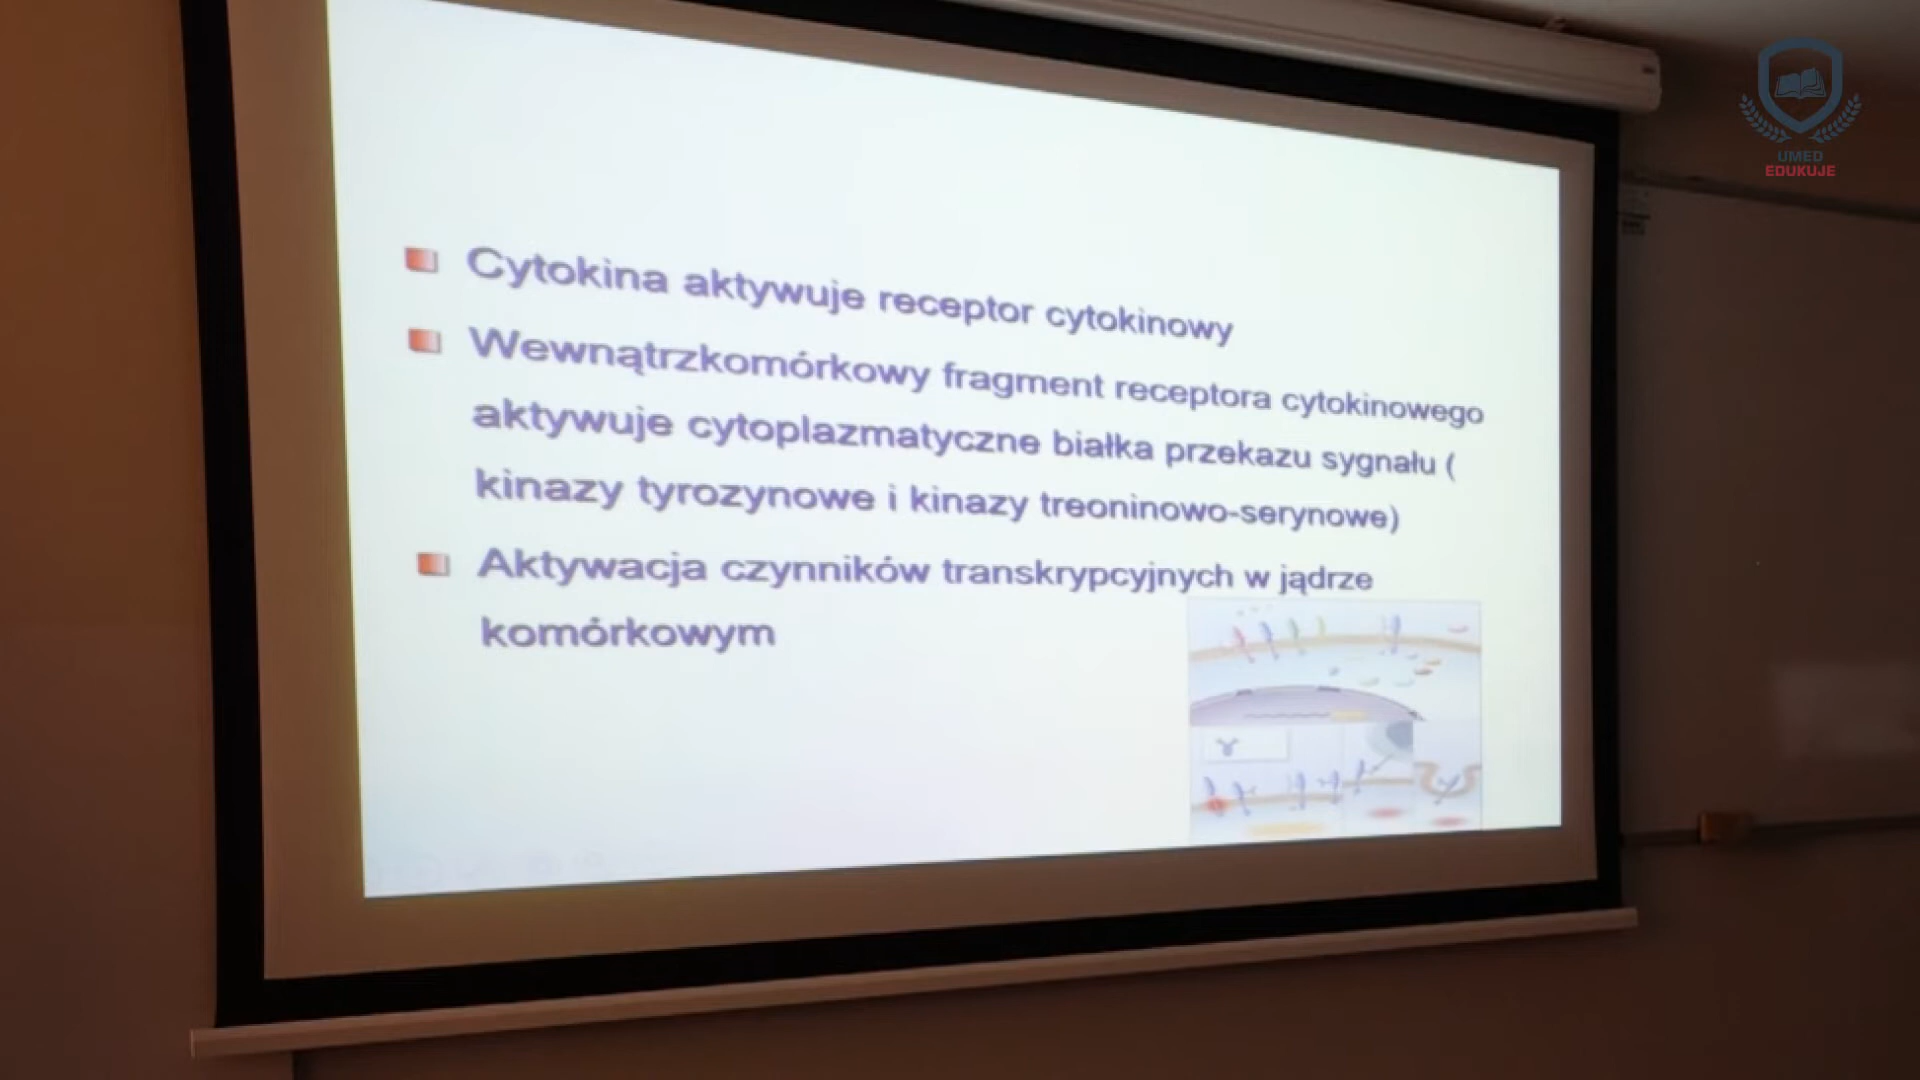 UMED
EDUKUJE
Cytokina aktywuje receptor cytokinowy
Wewnątrzkomórkowy fragment receptora cytokinowego
aktywuje cytoplazmatyczne białka przekazu sygnału (
kinazy tyrozynowe i kinazy treoninowo-serynowe)
Aktywacja czynników transkrypcyjnych w jądrze
komórkowym